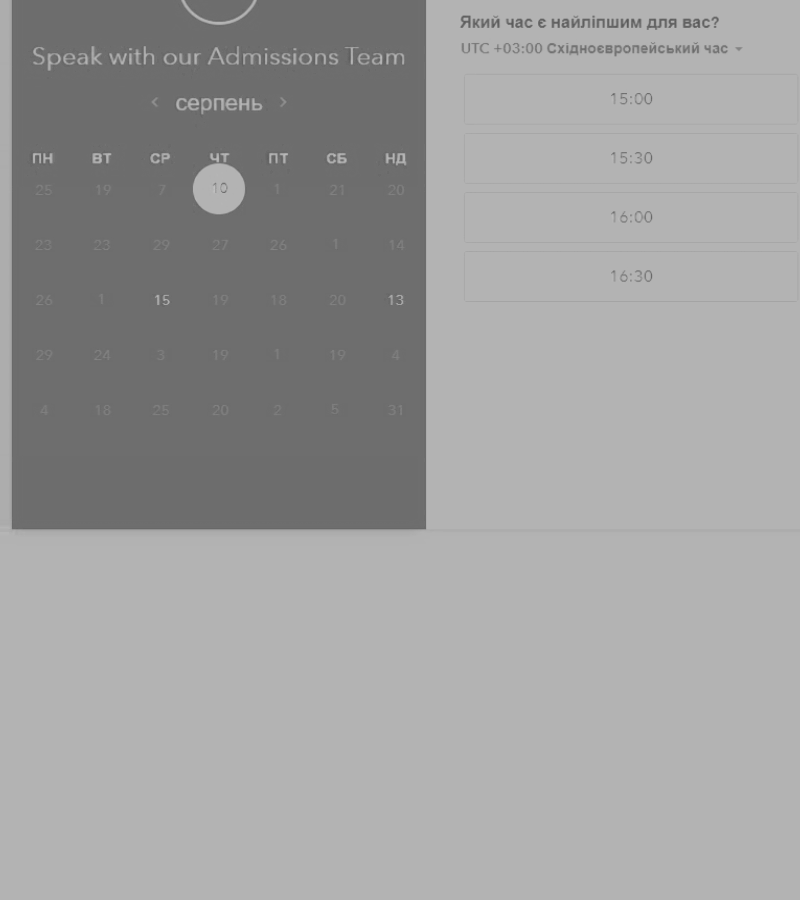 Speak with our Admissions Team
серпень
ПН ВТ СР ЧТ ПТ СБ НД
25 19 7 10 1 21 20
23 23 29 27 26 1 14
26 1 15 19 18 20 13
29 24 3 19 1 19 4
4 18 25 20 2 5 31
Який час є найліпшим для вас?
UTC +03:00 Східноєвропейський час
15:00
15:30
16:00
16:30